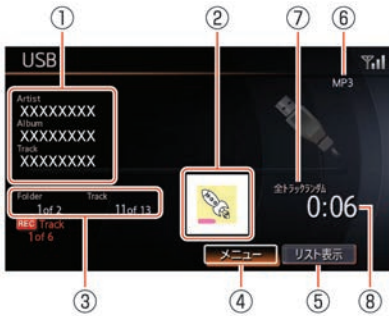 ① ② ⑦ ⑥
USB
MP3
Artist
XXXXXXXX
Album
XXXXXXXX
Track
XXXXXXXX
全トラックランダム
Folder Track
1of 2 11of 13
0:06
REC Track
1of 6
メニュー リスト表示
③ ④ ⑤ ⑧